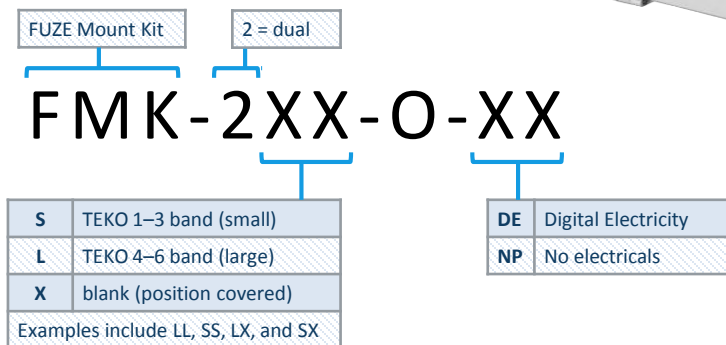 FUZE Mount Kit
2 = dual
FMK-2XX-O-XX
S TEKO 1–3 band (small)
L TEKO 4–6 band (large)
X blank (position covered)
Examples include LL, SS, LX, and SX
DE Digital Electricity
NP No electricals